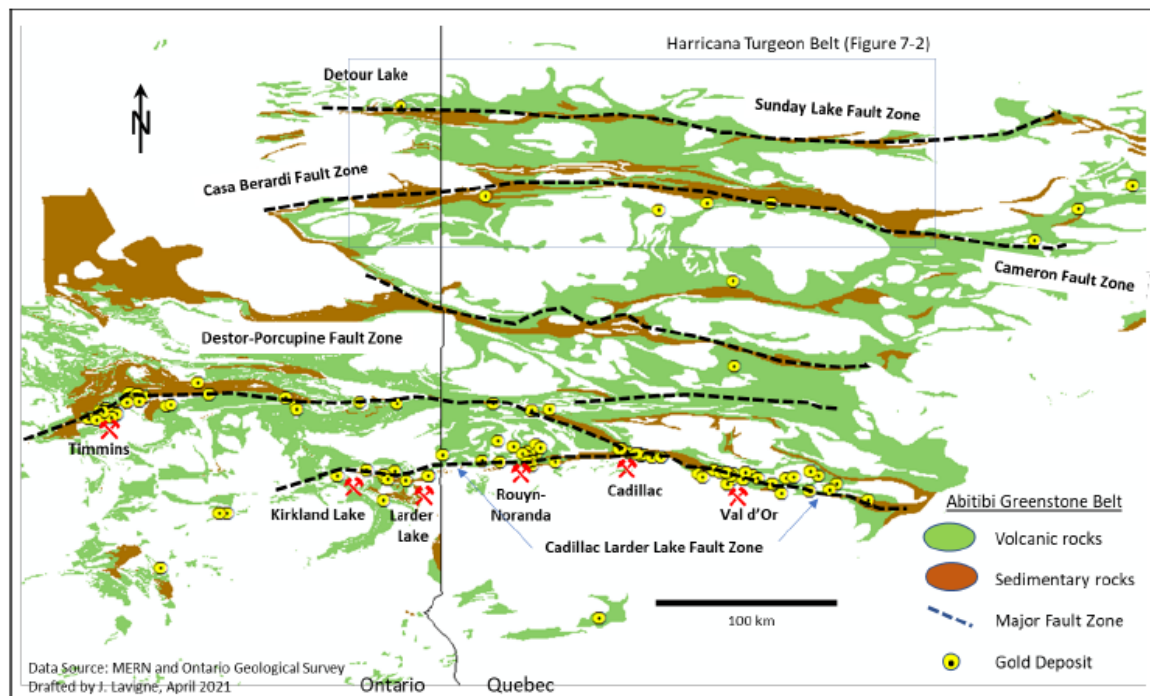 Harricana Turgeon Belt (Figure 7-2)
Detour Lake
Sunday Lake Fault Zone
N
Casa Berardi Fault Zone
Cameron Fault Zone
Destor-Porcupine Fault Zone
Timmins
Kirkland Lake
Larder
Lake
Rouyn-
Noranda
Cadillac
Val d’Or
Cadillac Larder Lake Fault Zone
100 km
Abitibi Greenstone Belt
Volcanic rocks
Sedimentary rocks
Major Fault Zone
Gold Deposit
Data Source: MERN and Ontario Geological Survey
Drafted by J. Lavigne, April 2021
Ontario
Quebec